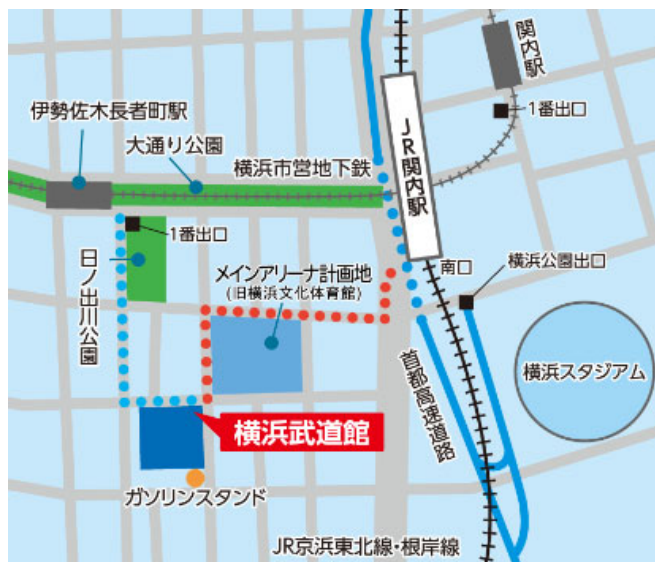 関内駅
1番出口
伊勢佐木長者町駅
大通り公園
横浜市営地下鉄
JR関内駅
1番出口
日ノ出川公園
メインアリーナ計画地
(旧横浜文化体育館)
南口
横浜公園出口
首都高速道路
横浜スタジアム
横浜武道館
ガソリンスタンド
JR京浜東北線・根岸線